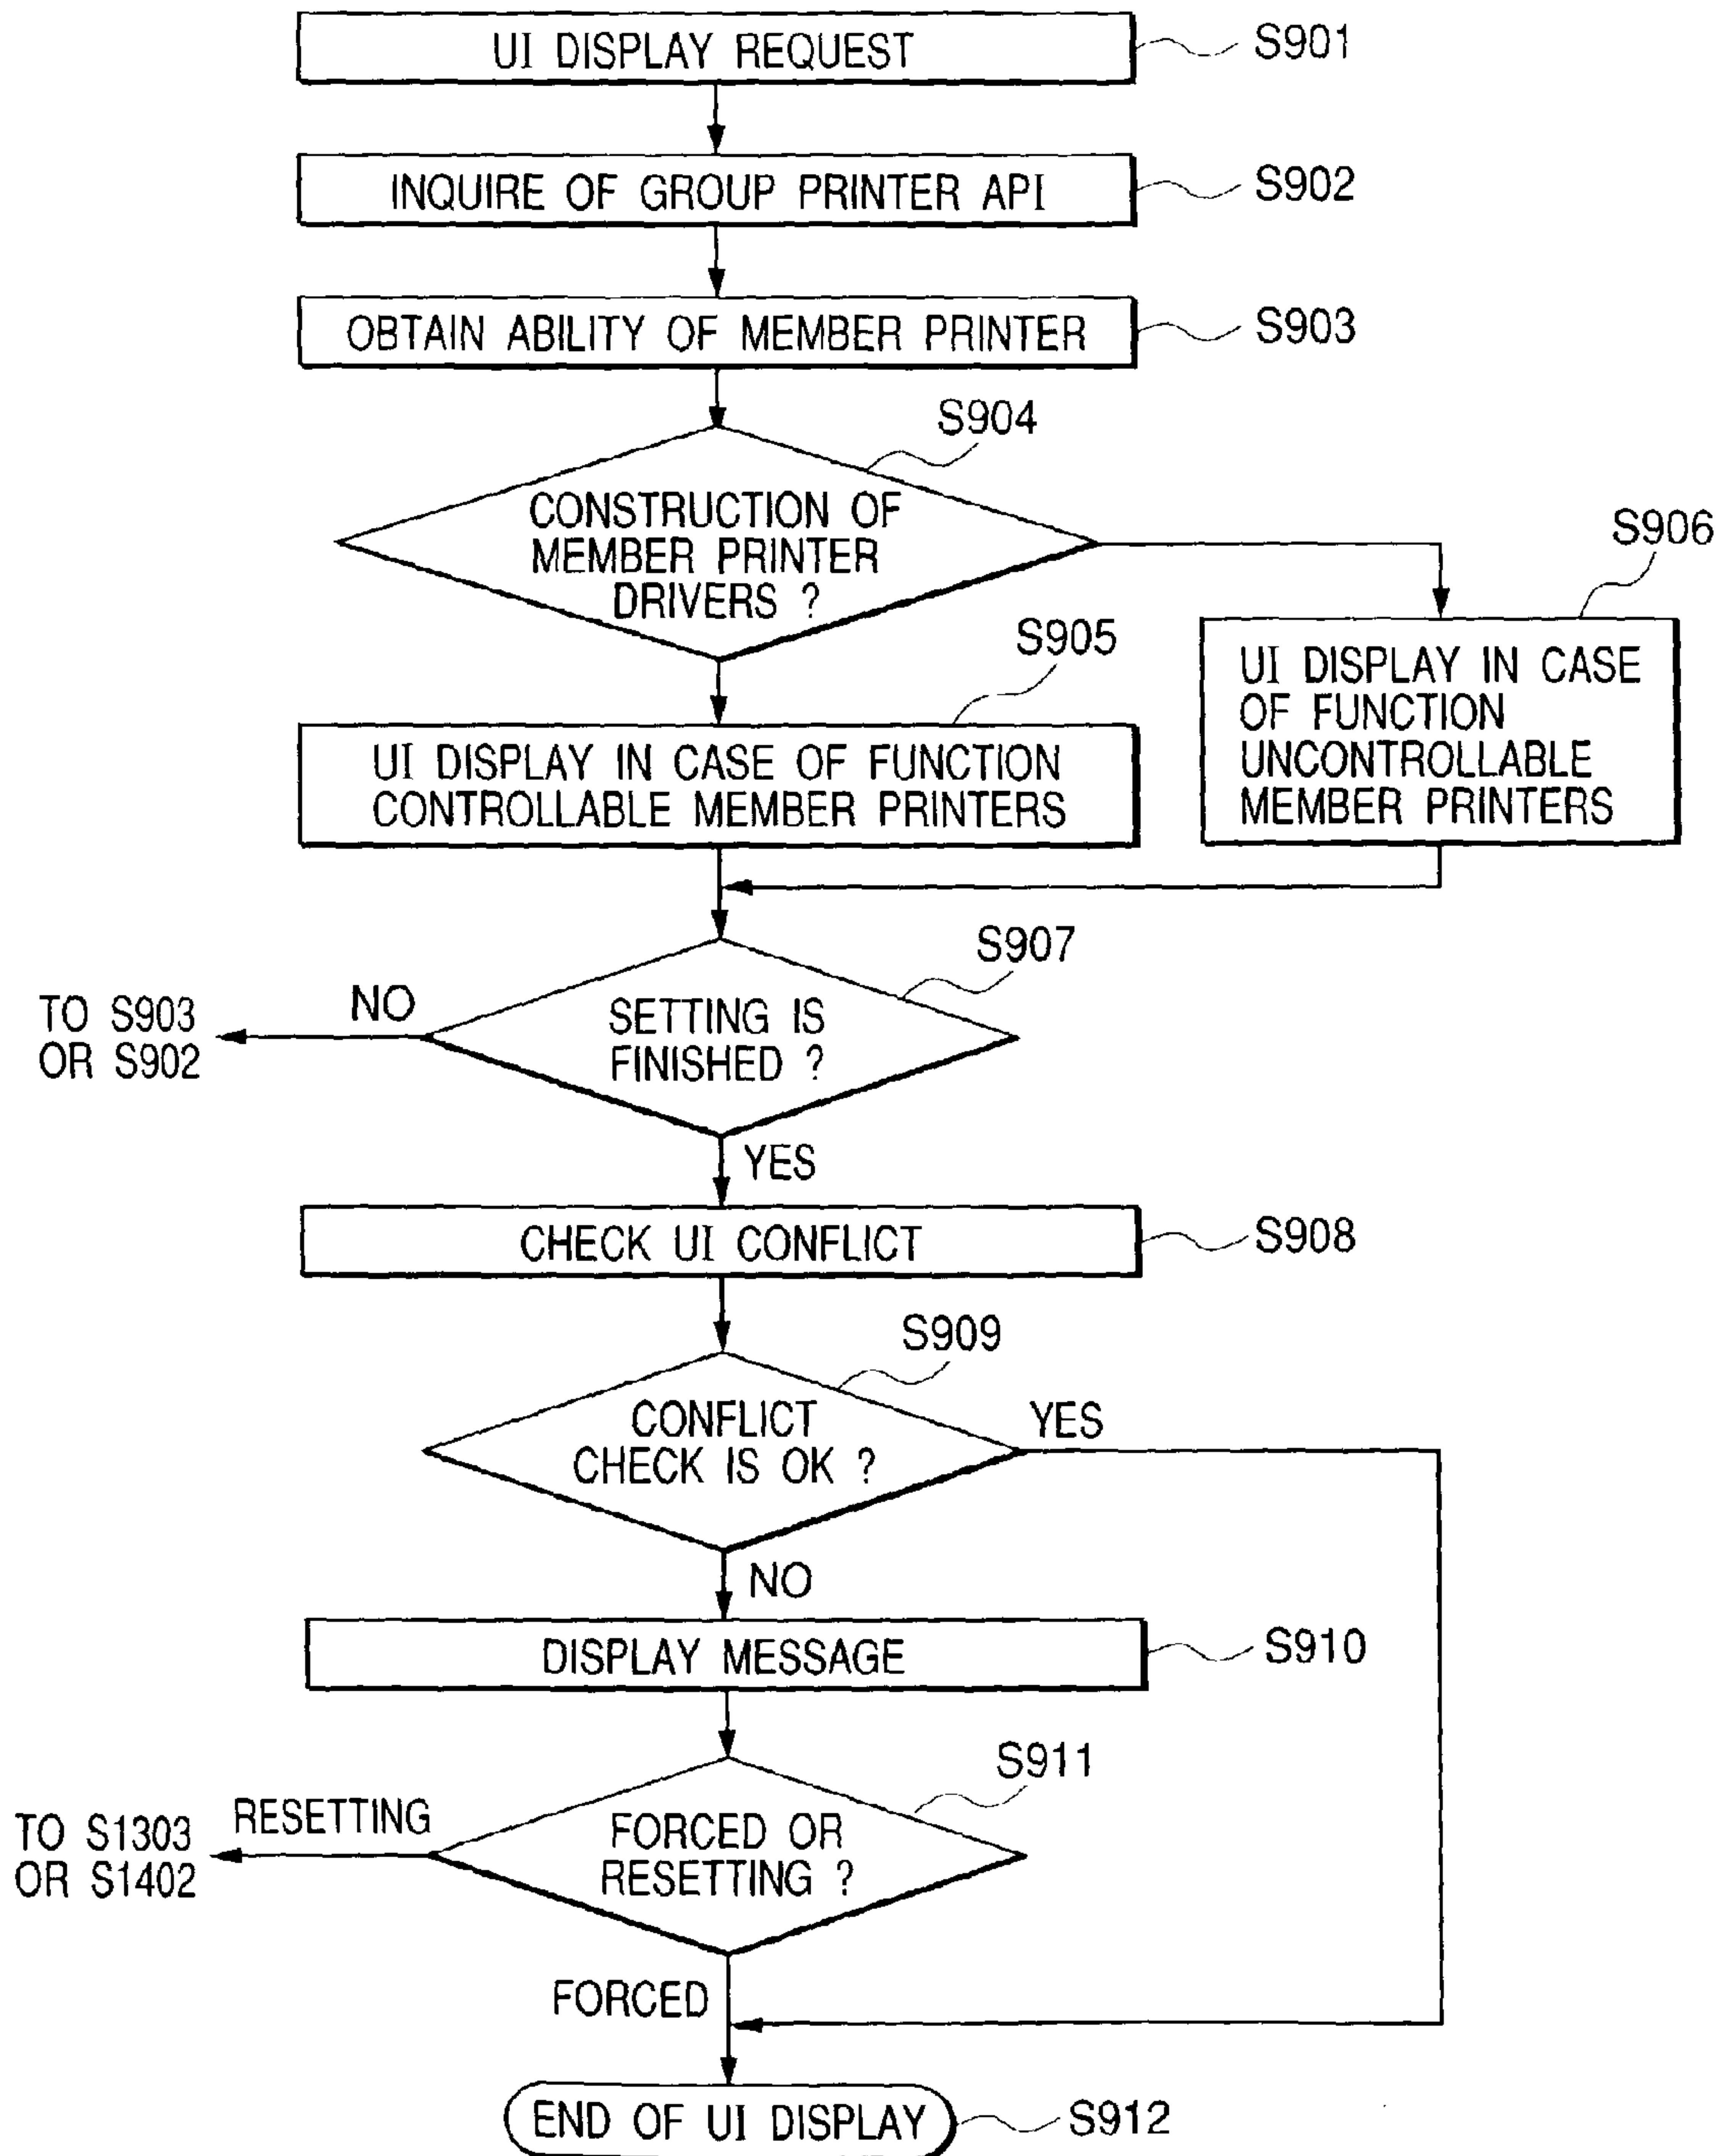 UI DISPLAY REQUEST
S901
INQUIRE OF GROUP PRINTER API
S902
OBTAIN ABILITY OF MEMBER PRINTER
S903
S904
CONSTRUCTION OF
MEMBER PRINTER
DRIVERS ?
S906
UI DISPLAY IN CASE
OF FUNCTION
UNCONTROLLABLE
MEMBER PRINTERS
S905
UI DISPLAY IN CASE OF FUNCTION
CONTROLLABLE MEMBER PRINTERS
S907
SETTING IS
FINISHED ?
NO
TO S903
OR S902
YES
CHECK UI CONFLICT
S908
S909
CONFLICT
CHECK IS OK ?
YES
NO
DISPLAY MESSAGE
S910
S911
FORCED OR
RESETTING ?
RESETTING
TO S1303
OR S1402
FORCED
END OF UI DISPLAY
S912